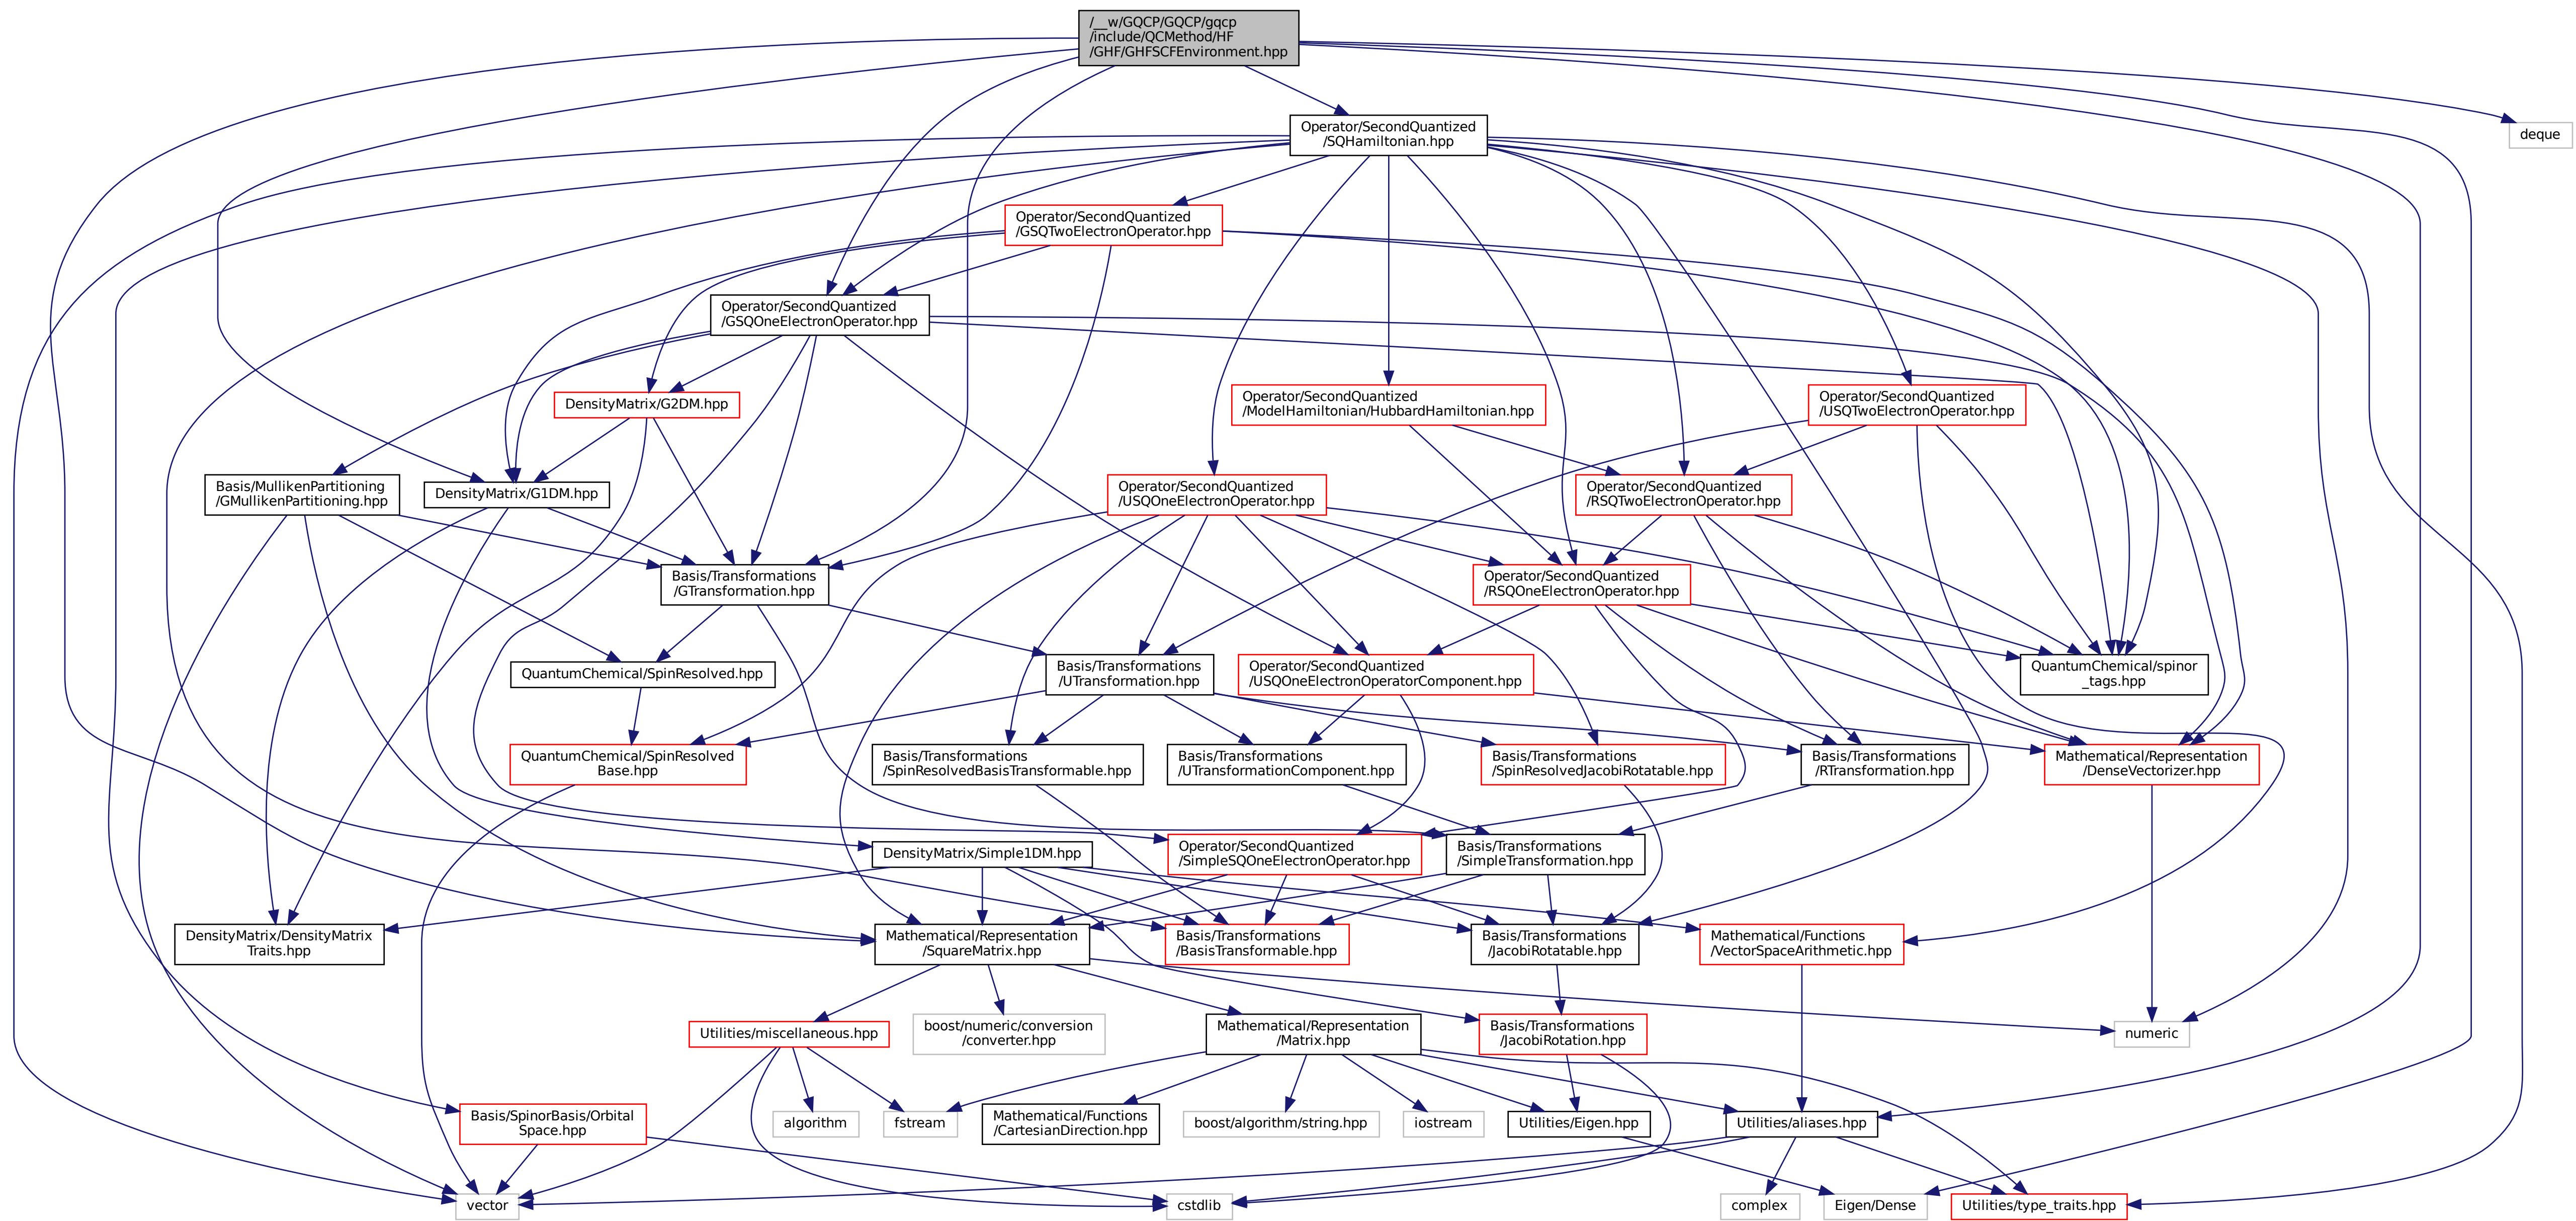 /__w/GQCP/GQCP/gqcp
/include/QCMethod/HF
/GHF/GHFSCFEnvironment.hpp
Operator/SecondQuantized
/SQHamiltonian.hpp
deque
Operator/SecondQuantized
/GSQTwoElectronOperator.hpp
Operator/SecondQuantized
/GSQOneElectronOperator.hpp
DensityMatrix/G2DM.hpp
Operator/SecondQuantized
/ModelHamiltonian/HubbardHamiltonian.hpp
Operator/SecondQuantized
/USQTwoElectronOperator.hpp
Basis/MullikenPartitioning
/GMullikenPartitioning.hpp
DensityMatrix/G1DM.hpp
Operator/SecondQuantized
/USQOneElectronOperator.hpp
Operator/SecondQuantized
/RSQTwoElectronOperator.hpp
Basis/Transformations
/GTransformation.hpp
Operator/SecondQuantized
/RSQOneElectronOperator.hpp
QuantumChemical/SpinResolved.hpp
Basis/Transformations
/UTransformation.hpp
Operator/SecondQuantized
/USQOneElectronOperatorComponent.hpp
QuantumChemical/spinor
_tags.hpp
QuantumChemical/SpinResolved
Base.hpp
Basis/Transformations
/SpinResolvedBasisTransformable.hpp
Basis/Transformations
/UTransformationComponent.hpp
Basis/Transformations
/SpinResolvedJacobiRotatable.hpp
Basis/Transformations
/RTransformation.hpp
Mathematical/Representation
/DenseVectorizer.hpp
DensityMatrix/Simple1DM.hpp
Operator/SecondQuantized
/SimpleSQOneElectronOperator.hpp
Basis/Transformations
/SimpleTransformation.hpp
DensityMatrix/DensityMatrix
Traits.hpp
Mathematical/Representation
/SquareMatrix.hpp
Basis/Transformations
/BasisTransformable.hpp
Basis/Transformations
/JacobiRotatable.hpp
Mathematical/Functions
/VectorSpaceArithmetic.hpp
Utilities/miscellaneous.hpp
boost/numeric/conversion
/converter.hpp
Mathematical/Representation
/Matrix.hpp
Basis/Transformations
/JacobiRotation.hpp
numeric
Basis/SpinorBasis/Orbital
Space.hpp
algorithm
fstream
Mathematical/Functions
/CartesianDirection.hpp
boost/algorithm/string.hpp
iostream
Utilities/Eigen.hpp
Utilities/aliases.hpp
vector
cstdlib
complex
Eigen/Dense
Utilities/type_traits.hpp